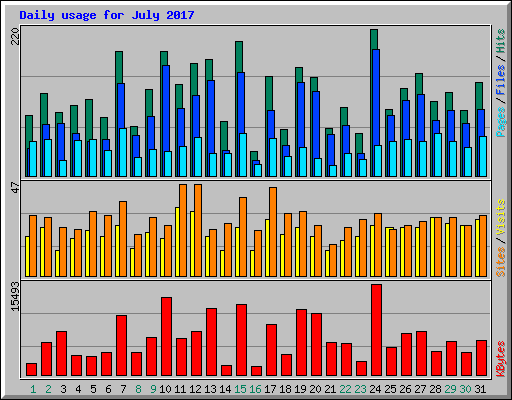 Daily usage for July 2017
220
Pages / Files / Hits
47
Sites / Visits
15493
KBytes
1 2 3 4 5 6 7 8 9 10 11 12 13 14 15 16 17 18 19 20 21 22 23 24 25 26 27 28 29 30 31